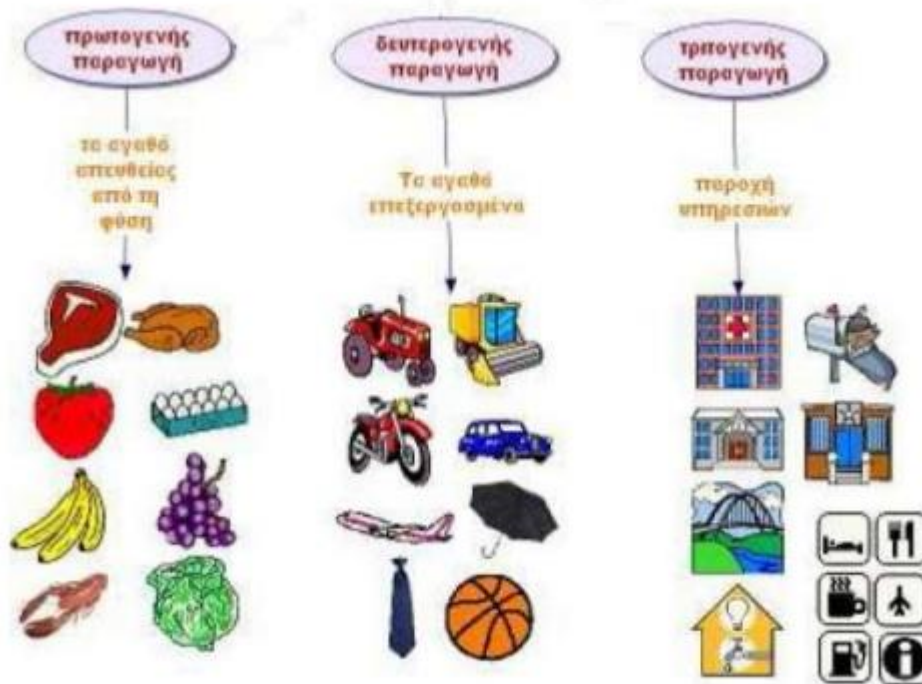 πρωτογενής
παραγωγή
τα αγαθά
απευθείας
από τη
φύση
δευτερογενής
παραγωγή
Τα αγαθά
επεξεργασμένα
τριτογενής
παραγωγή
παροχή
υπηρεσιών